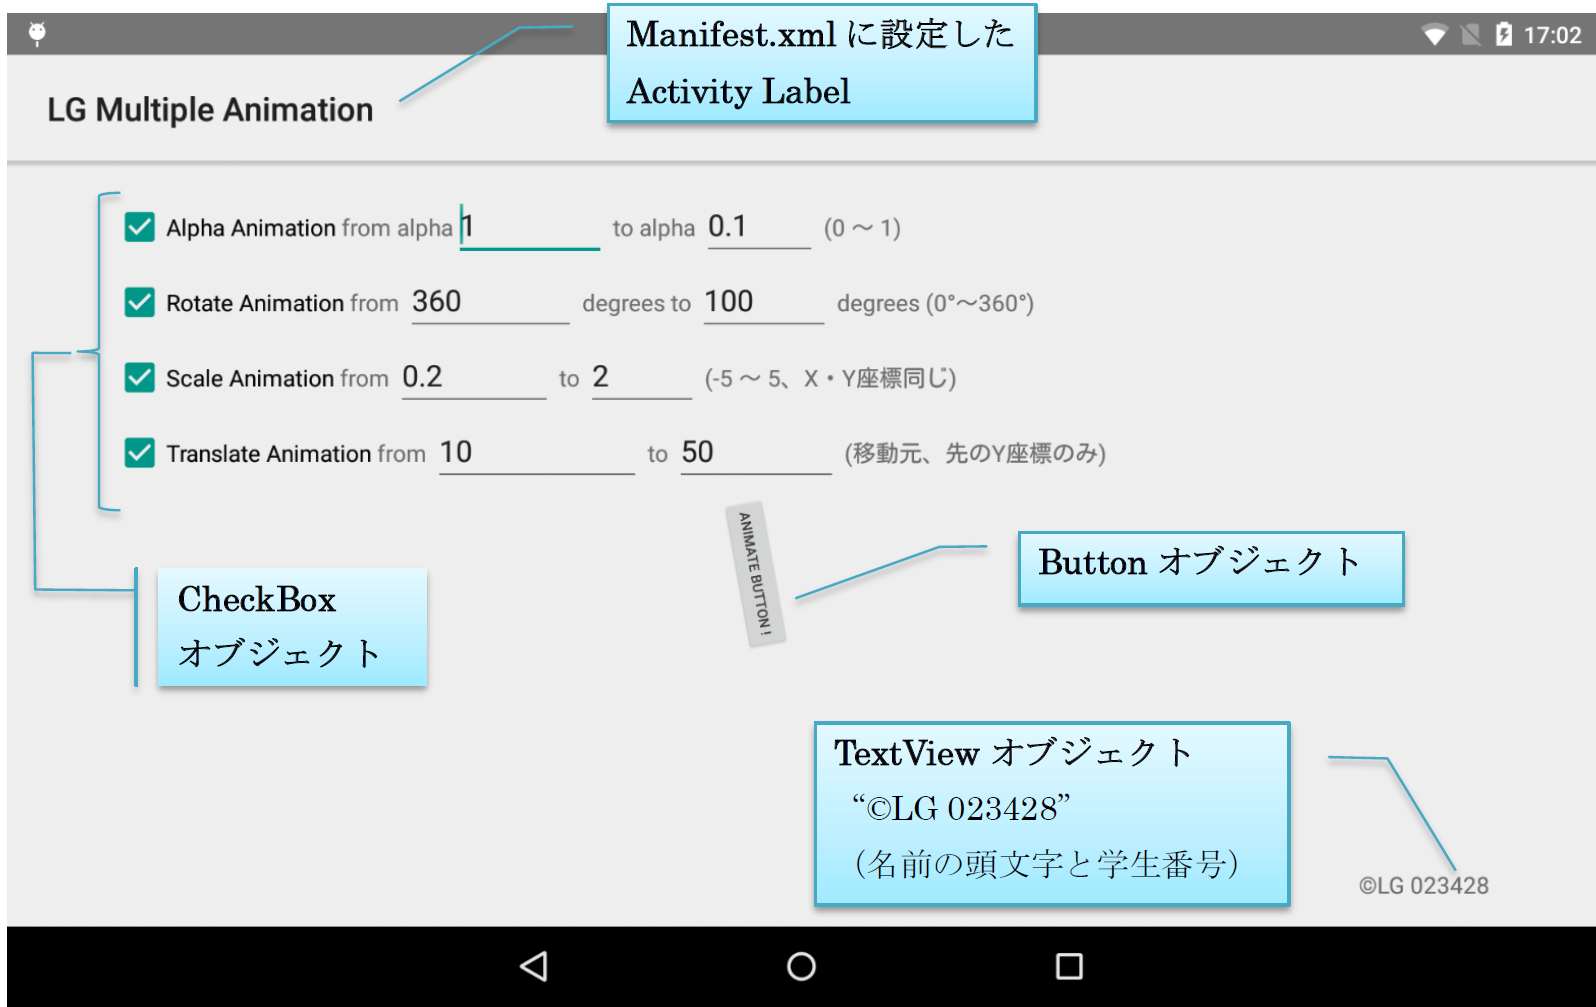 Manifest.xml に設定した
Activity Label
17:02
LG Multiple Animation
Alpha Animation from alpha 1 to alpha 0.1 (0 ～ 1)
Rotate Animation from 360 degrees to 100 degrees (0°～360°)
Scale Animation from 0.2 to 2 (-5 ～ 5、X・Y座標同じ)
Translate Animation from 10 to 50 (移動元、先のY座標のみ)
ANIMATE BUTTON !
Button オブジェクト
CheckBox
オブジェクト
TextView オブジェクト
“©LG 023428”
（名前の頭文字と学生番号）
©LG 023428